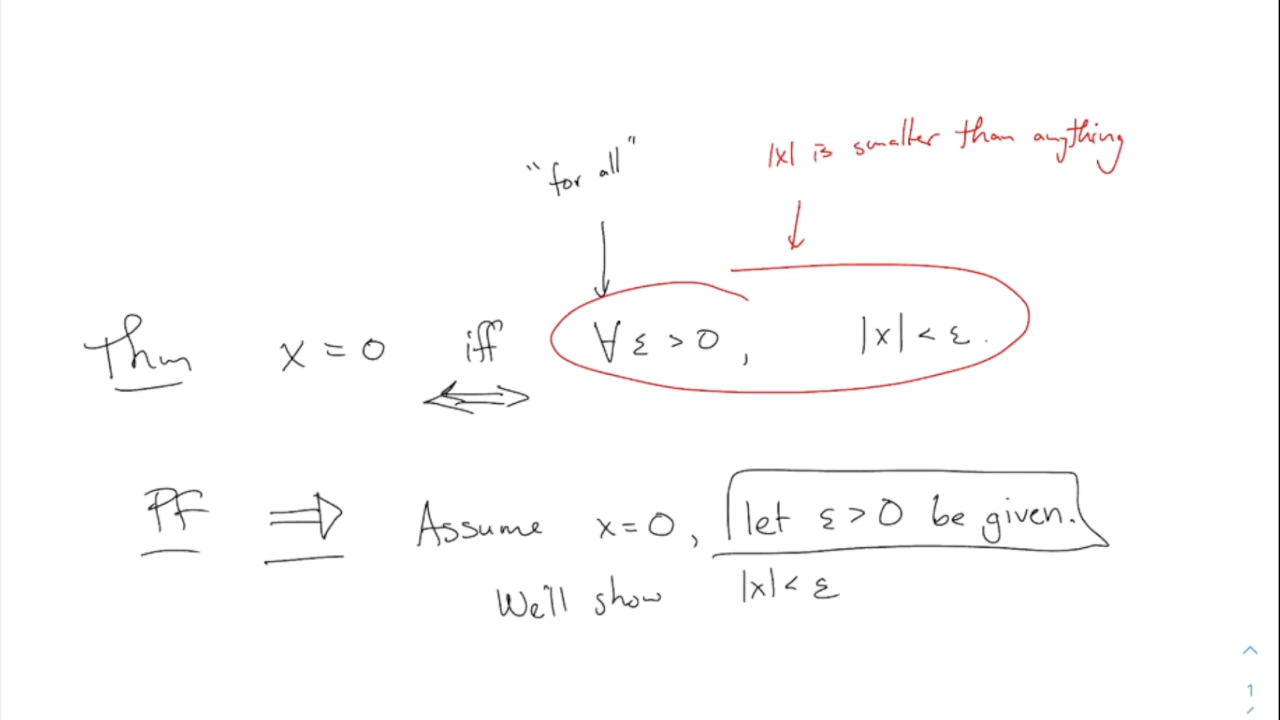 |x| is smaller than anything
"for all"
Thm x = 0 iff ∀ ε > 0, |x| < ε.
⟺
PF ⟹ Assume x = 0, let ε > 0 be given.
We'll show |x| < ε
1